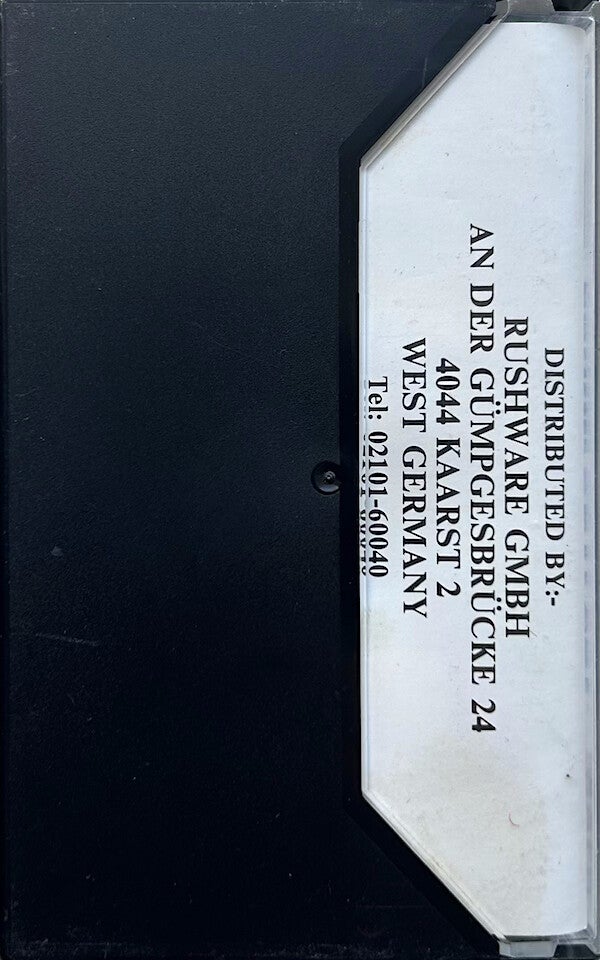 DISTRIBUTED BY:-
RUSHWARE GMBH
AN DER GÜMPGESBRÜCKE 24
4044 KAARST 2
WEST GERMANY
Tel: 02101-60040